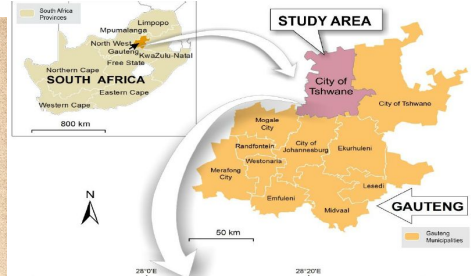 South Africa
Provinces
Limpopo
Mpumalanga
North West
Gauteng
KwaZulu-Natal
Free State
Northern Cape
SOUTH AFRICA
Eastern Cape
Western Cape
800 km
STUDY AREA
City of
Tshwane
City of Tshwane
Mogale
City
Randfontein
City of
Johannesburg
Ekurhuleni
Westonaria
Merafong
City
Lesedi
Emfuleni
Midvaal
GAUTENG
N
50 km
Gauteng
Municipalities
28°0'E
28°20'E